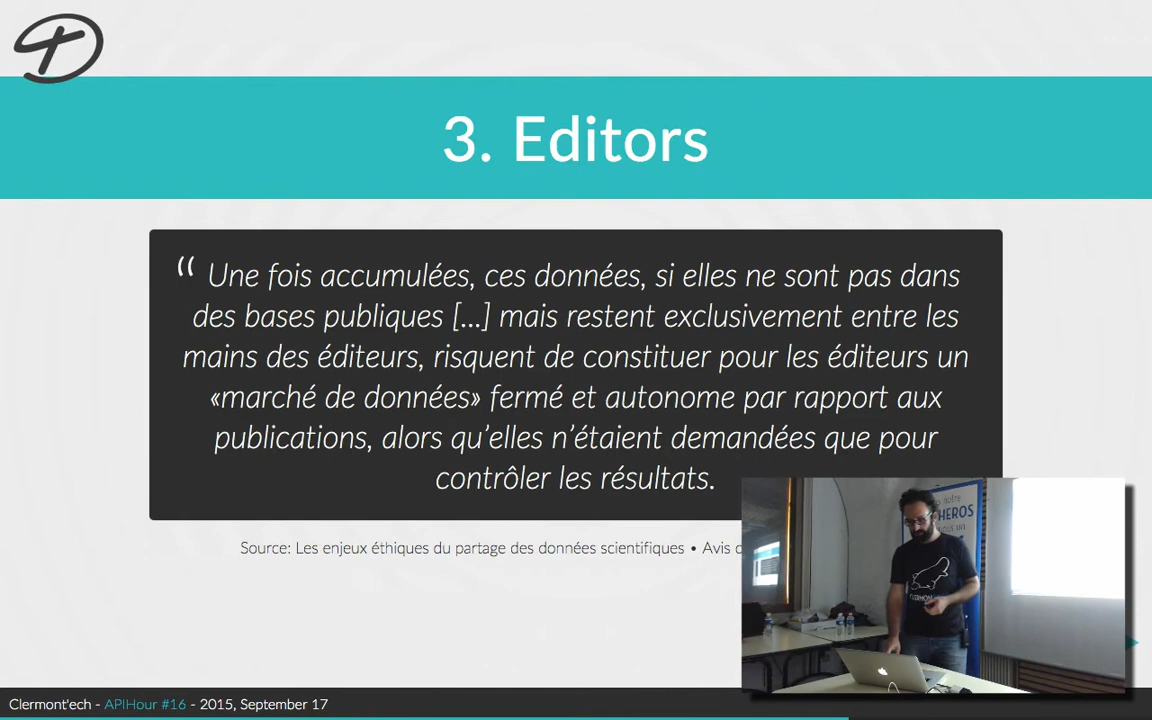 3. Editors
“ Une fois accumulées, ces données, si elles ne sont pas dans
des bases publiques [...] mais restent exclusivement entre les
mains des éditeurs, risquent de constituer pour les éditeurs un
«marché de données» fermé et autonome par rapport aux
publications, alors qu’elles n’étaient demandées que pour
contrôler les résultats.
Source: Les enjeux éthiques du partage des données scientifiques • Avis
notre
HEROS
Clermont'ech - APIHour #16 - 2015, September 17